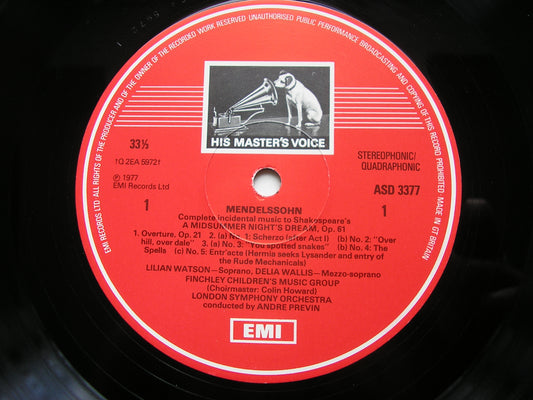 EMI RECORDS LTD· ALL RIGHTS OF THE PRODUCER AND OF THE OWNER OF THE RECORDED WORK RESERVED UNAUTHORISED PUBLIC PERFORMANCE BROADCASTING AND COPYING OF THIS RECORD PROHIBITED. MADE IN GT BRITAIN
HIS MASTER'S VOICE
33⅓
1Q 2EA 5972†
℗ 1977
EMI Records Ltd
1
STEREOPHONIC/
QUADRAPHONIC
ASD 3377
1
MENDELSSOHN
Complete incidental music to Shakespeare's
A MIDSUMMER NIGHT'S DREAM, Op. 61
1. Overture, Op. 21 2. (a) No. 1: Scherzo (after Act I) (b) No. 2: "Over
hill, over dale" 3. (a) No. 3: "You spotted snakes" (b) No. 4: The
Spells (c) No. 5: Entr'acte (Hermia seeks Lysander and entry of
the Rude Mechanicals)
LILIAN WATSON—Soprano, DELIA WALLIS—Mezzo-soprano
FINCHLEY CHILDREN'S MUSIC GROUP
(Choirmaster: Colin Howard)
LONDON SYMPHONY ORCHESTRA
conducted by ANDRE PREVIN
EMI